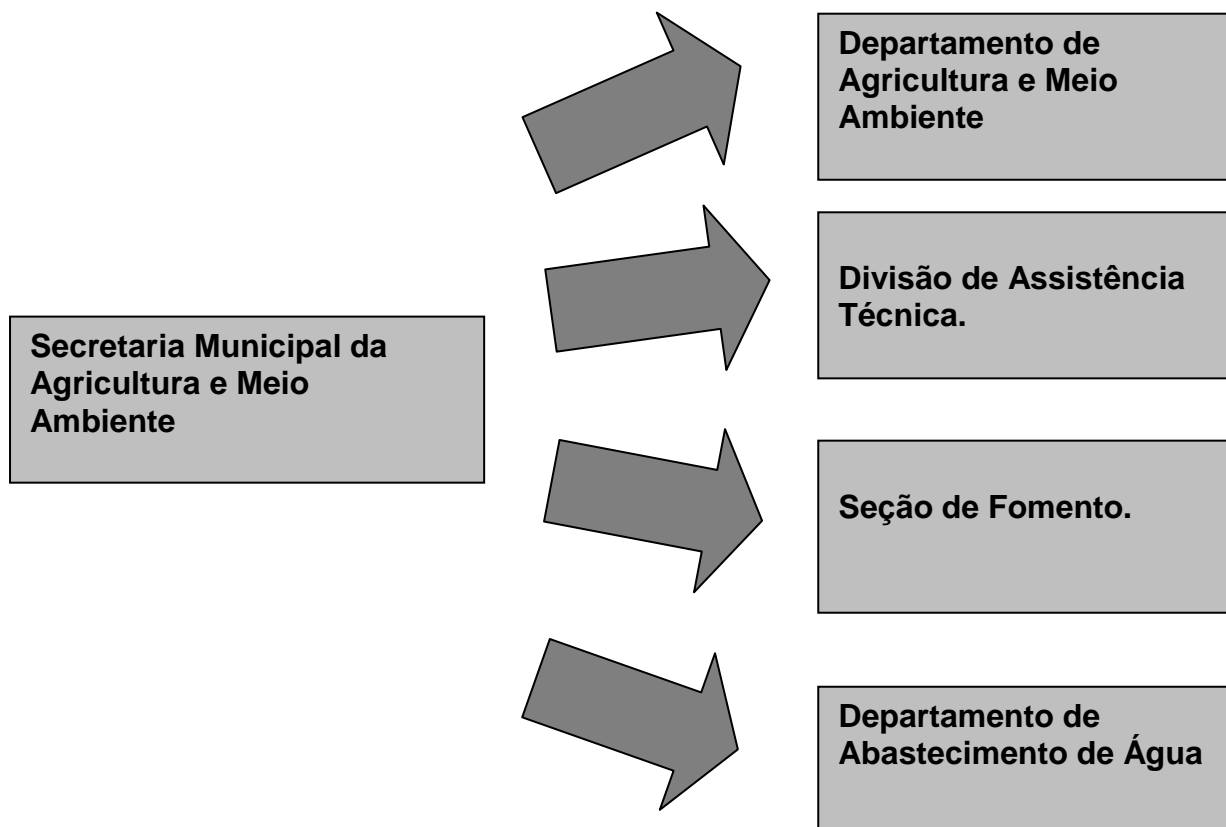 Departamento de
Agricultura e Meio
Ambiente
Divisão de Assistência
Técnica.
Secretaria Municipal da
Agricultura e Meio
Ambiente
Seção de Fomento.
Departamento de
Abastecimento de Água